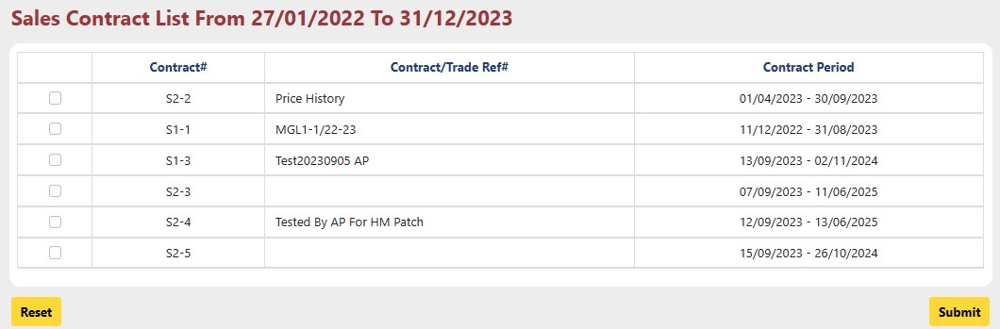 Sales Contract List From 27/01/2022 To 31/12/2023
Contract# Contract/Trade Ref# Contract Period
S2-2 Price History 01/04/2023 - 30/09/2023
S1-1 MGL1-1/22-23 11/12/2022 - 31/08/2023
S1-3 Test20230905 AP 13/09/2023 - 02/11/2024
S2-3 07/09/2023 - 11/06/2025
S2-4 Tested By AP For HM Patch 12/09/2023 - 13/06/2025
S2-5 15/09/2023 - 26/10/2024
Reset Submit